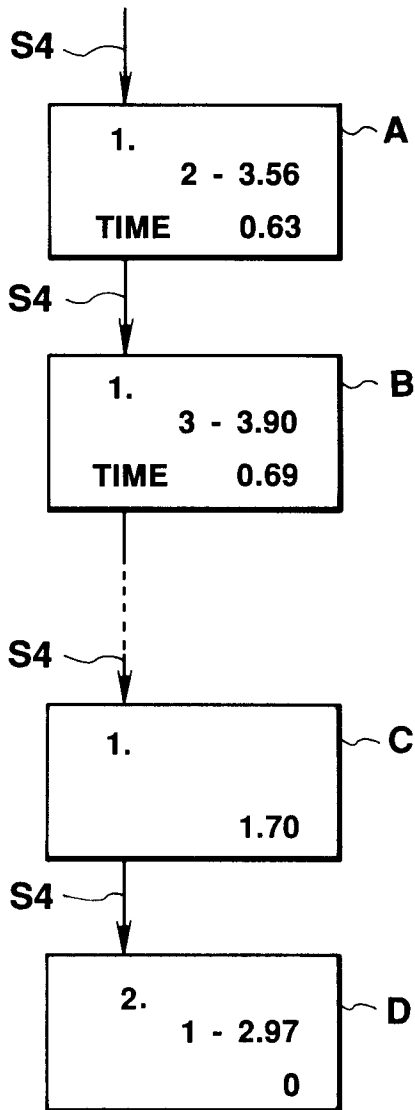 S4
A
1.
2 - 3.56
TIME 0.63
S4
B
1.
3 - 3.90
TIME 0.69
S4
C
1.
1.70
S4
D
2.
1 - 2.97
0